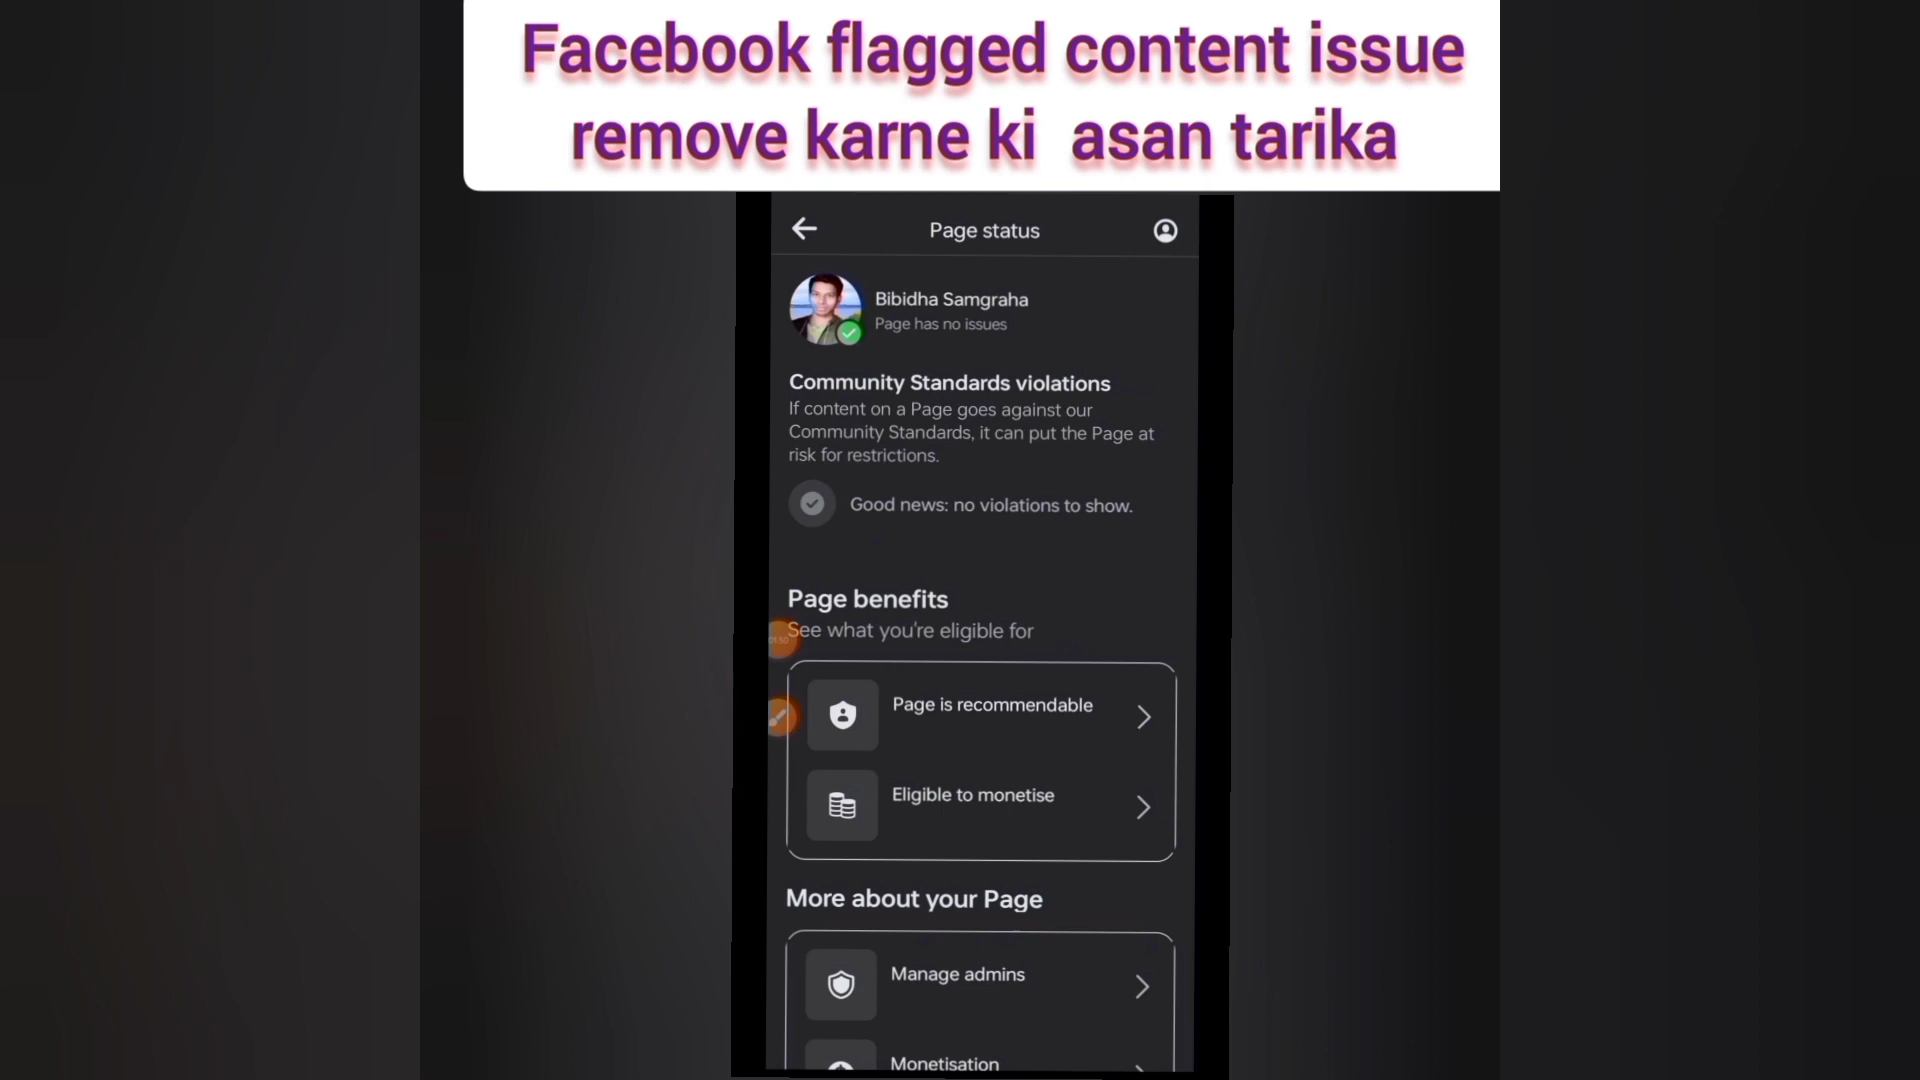 Facebook flagged content issue
remove karne ki asan tarika
Page status
Bibidha Samgraha
Page has no issues
Community Standards violations
If content on a Page goes against our
Community Standards, it can put the Page at
risk for restrictions.
Good news: no violations to show.
Page benefits
01:50
See what you're eligible for
Page is recommendable
Eligible to monetise
More about your Page
Manage admins
Monetisation